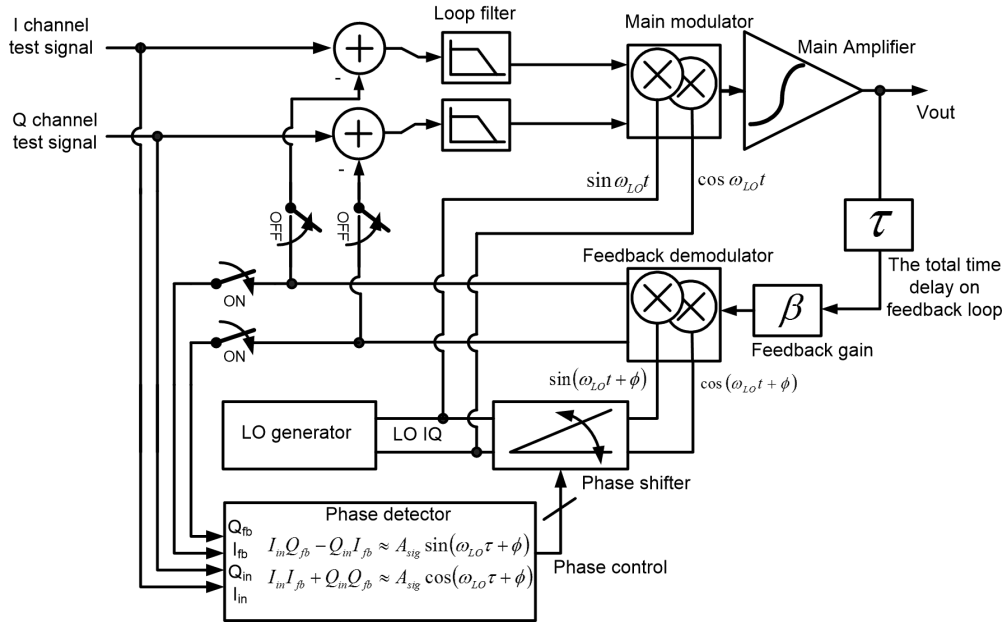 I channel
test signal
Loop filter
Main modulator
Main Amplifier
+
-
Vout
Q channel
test signal
+
-
sin ω_LO t
cos ω_LO t
OFF
OFF
τ
Feedback demodulator
The total time
delay on
feedback loop
ON
β
ON
Feedback gain
sin(ω_LO t + ϕ)
cos(ω_LO t + ϕ)
LO generator
LO IQ
Phase shifter
Phase detector
Q_fb
I_fb
Q_in
I_in
I_in Q_fb − Q_in I_fb ≈ A_sig sin(ω_LO τ + ϕ)
I_in I_fb + Q_in Q_fb ≈ A_sig cos(ω_LO τ + ϕ)
Phase control